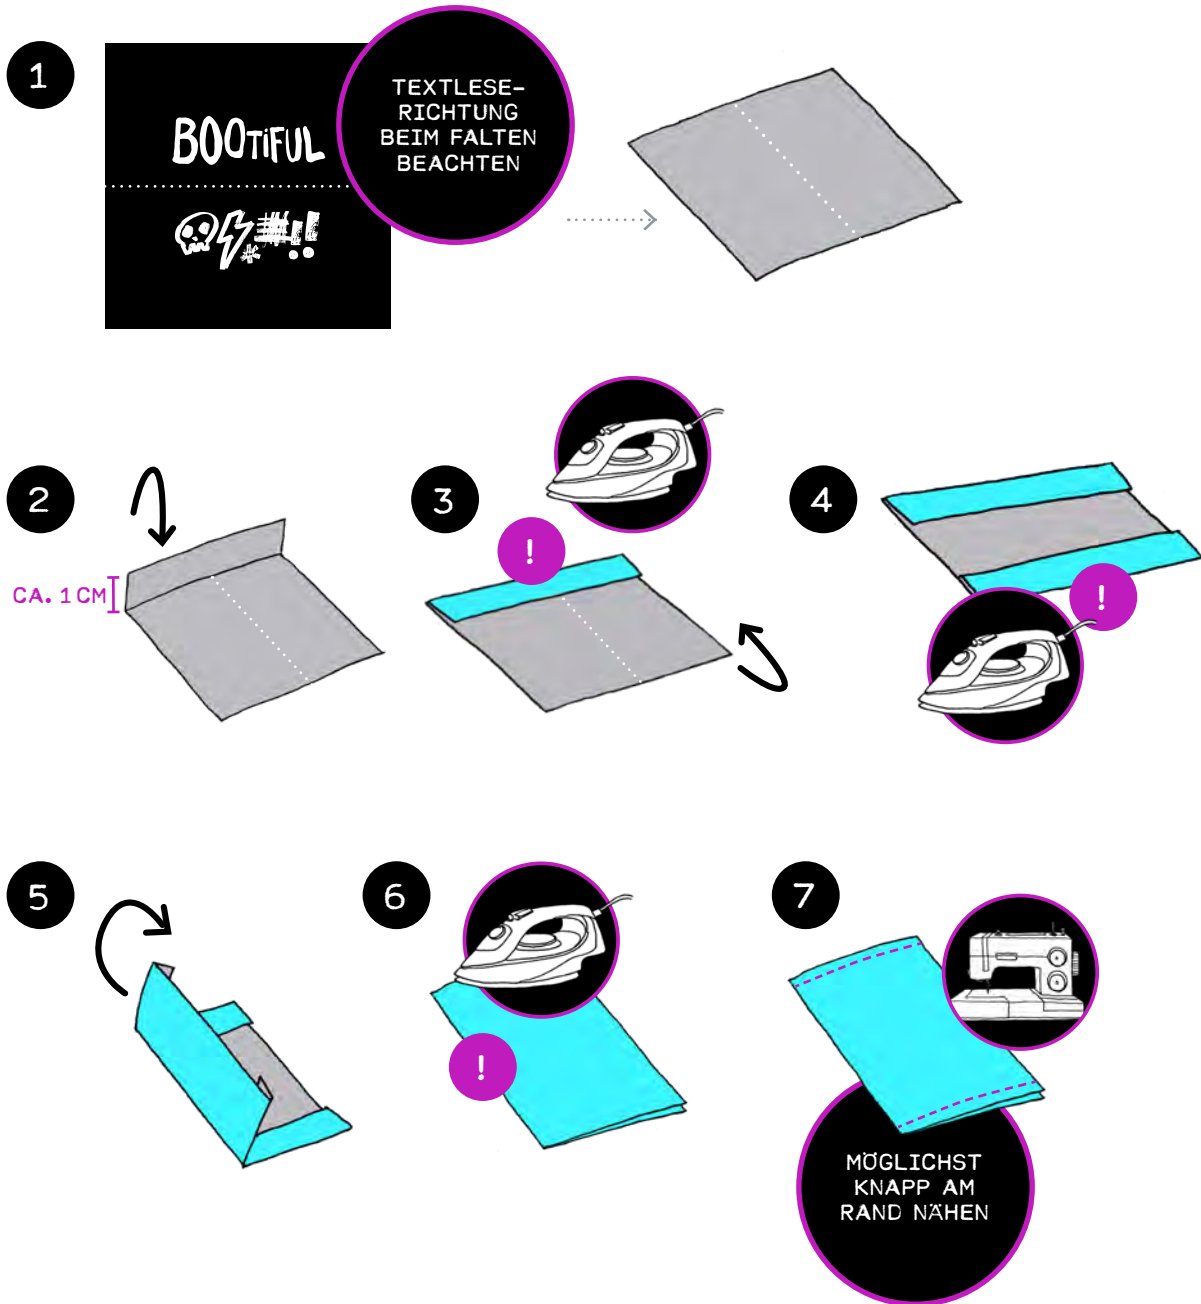 1
BOOTiFUL
TEXTLESE-
RICHTUNG
BEIM FALTEN
BEACHTEN
2
CA. 1 CM
3
!
4
!
5
6
!
7
MÖGLICHST
KNAPP AM
RAND NÄHEN